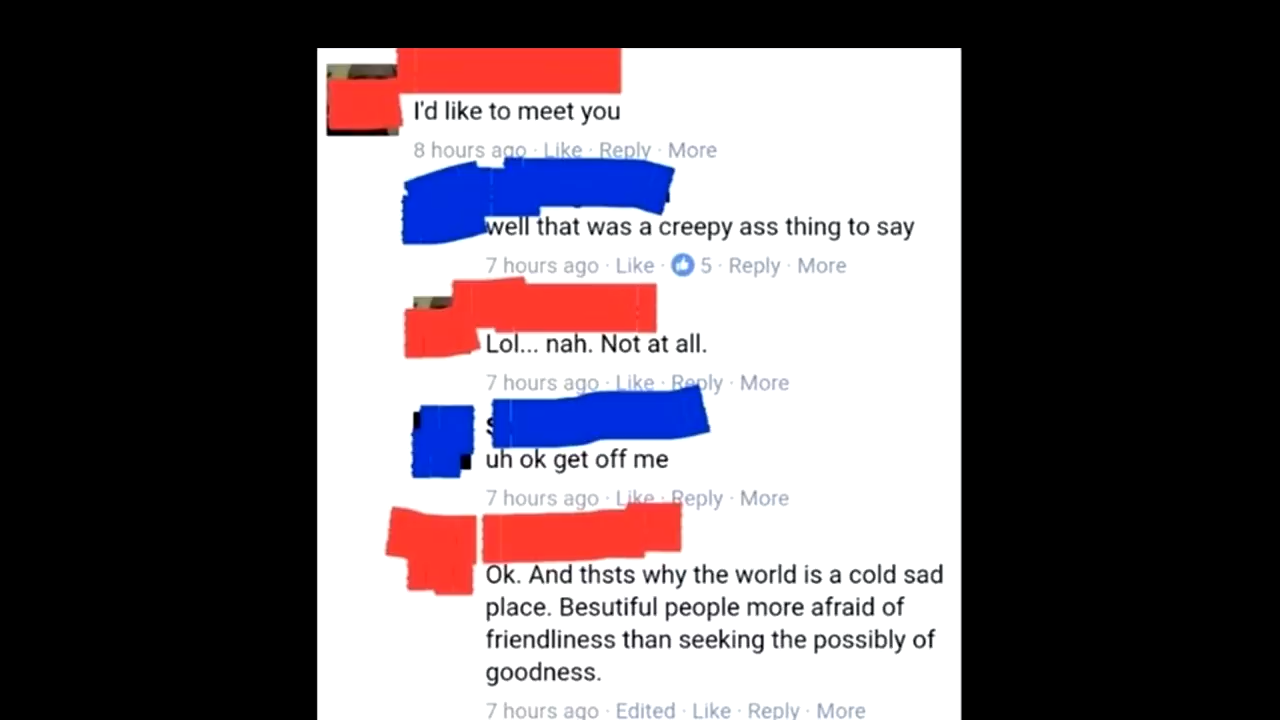 I'd like to meet you
8 hours ago · Like · Reply · More
well that was a creepy ass thing to say
7 hours ago · Like · 5 · Reply · More
Lol... nah. Not at all.
7 hours ago · Like · Reply · More
uh ok get off me
7 hours ago · Like · Reply · More
Ok. And thsts why the world is a cold sad
place. Besutiful people more afraid of
friendliness than seeking the possibly of
goodness.
7 hours ago · Edited · Like · Reply · More